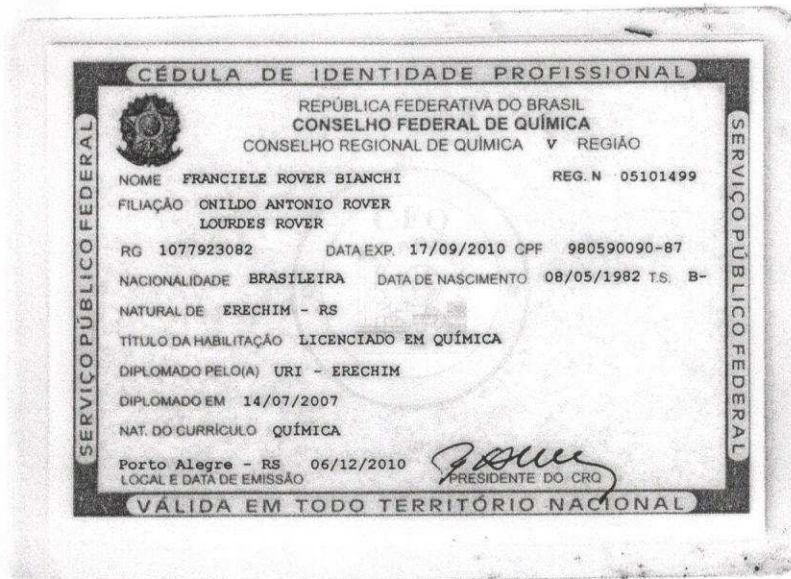 CÉDULA DE IDENTIDADE PROFISSIONAL
SERVIÇO PÚBLICO FEDERAL
SERVIÇO PÚBLICO FEDERAL
REPÚBLICA FEDERATIVA DO BRASIL
CONSELHO FEDERAL DE QUÍMICA
CONSELHO REGIONAL DE QUÍMICA V REGIÃO
NOME FRANCIELE ROVER BIANCHI REG. N 05101499
FILIAÇÃO ONILDO ANTONIO ROVER
LOURDES ROVER
RG 1077923082 DATA EXP. 17/09/2010 CPF 980590090-87
NACIONALIDADE BRASILEIRA DATA DE NASCIMENTO 08/05/1982 T.S. B-
NATURAL DE ERECHIM - RS
TÍTULO DA HABILITAÇÃO LICENCIADO EM QUÍMICA
DIPLOMADO PELO(A) URI - ERECHIM
DIPLOMADO EM 14/07/2007
NAT. DO CURRÍCULO QUÍMICA
Porto Alegre - RS 06/12/2010
LOCAL E DATA DE EMISSÃO PRESIDENTE DO CRQ
VÁLIDA EM TODO TERRITÓRIO NACIONAL